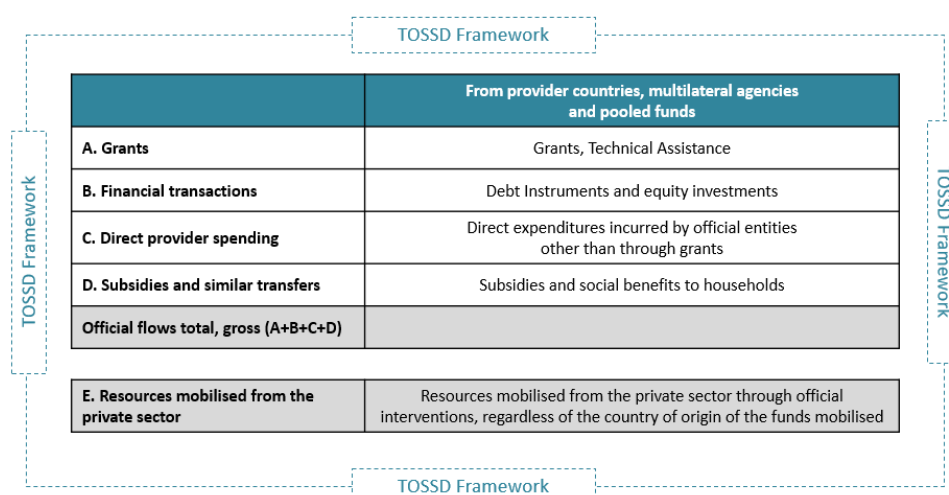 TOSSD Framework
From provider countries, multilateral agencies
and pooled funds
A. Grants
Grants, Technical Assistance
B. Financial transactions
Debt Instruments and equity investments
C. Direct provider spending
Direct expenditures incurred by official entities
other than through grants
D. Subsidies and similar transfers
Subsidies and social benefits to households
Official flows total, gross (A+B+C+D)
E. Resources mobilised from the
private sector
Resources mobilised from the private sector through official
interventions, regardless of the country of origin of the funds mobilised
TOSSD Framework
TOSSD Framework
TOSSD Framework